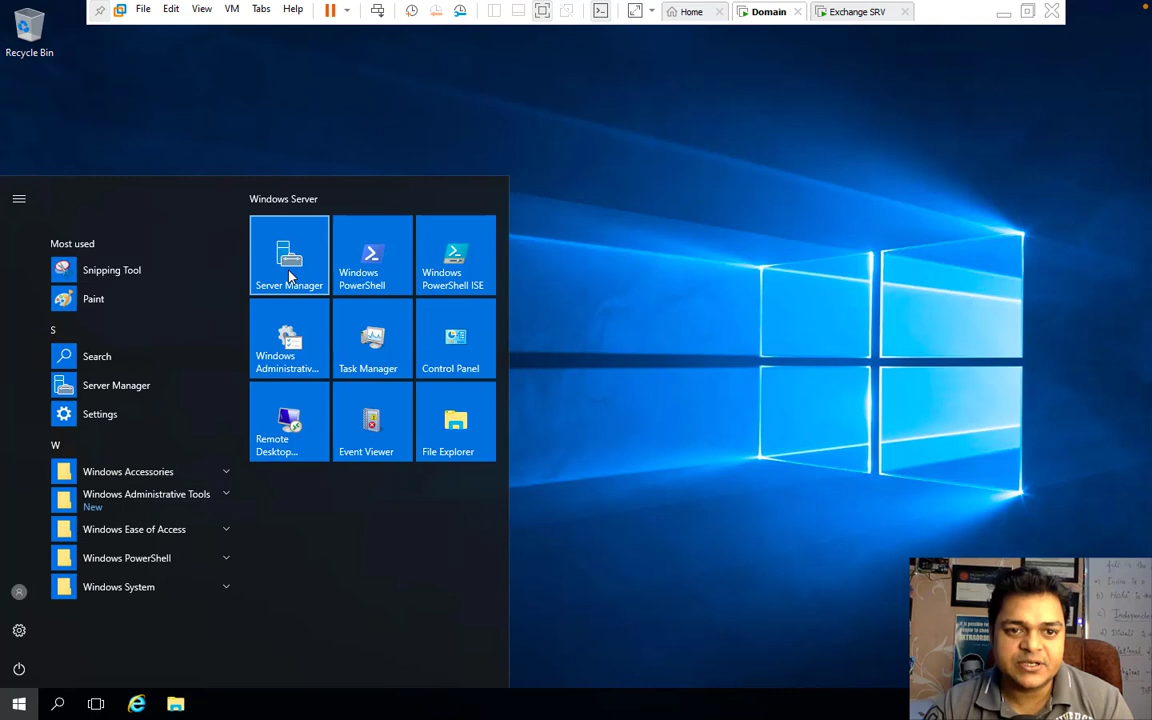 File Edit View VM Tabs Help Home Domain Exchange SRV
Recycle Bin
Windows Server
Most used
Snipping Tool
Paint
S
Search
Server Manager
Settings
W
Windows Accessories
Windows Administrative Tools
New
Windows Ease of Access
Windows PowerShell
Windows System
Server Manager
Windows
PowerShell
Windows
PowerShell ISE
Windows
Administrativ...
Task Manager
Control Panel
Remote
Desktop...
Event Viewer
File Explorer